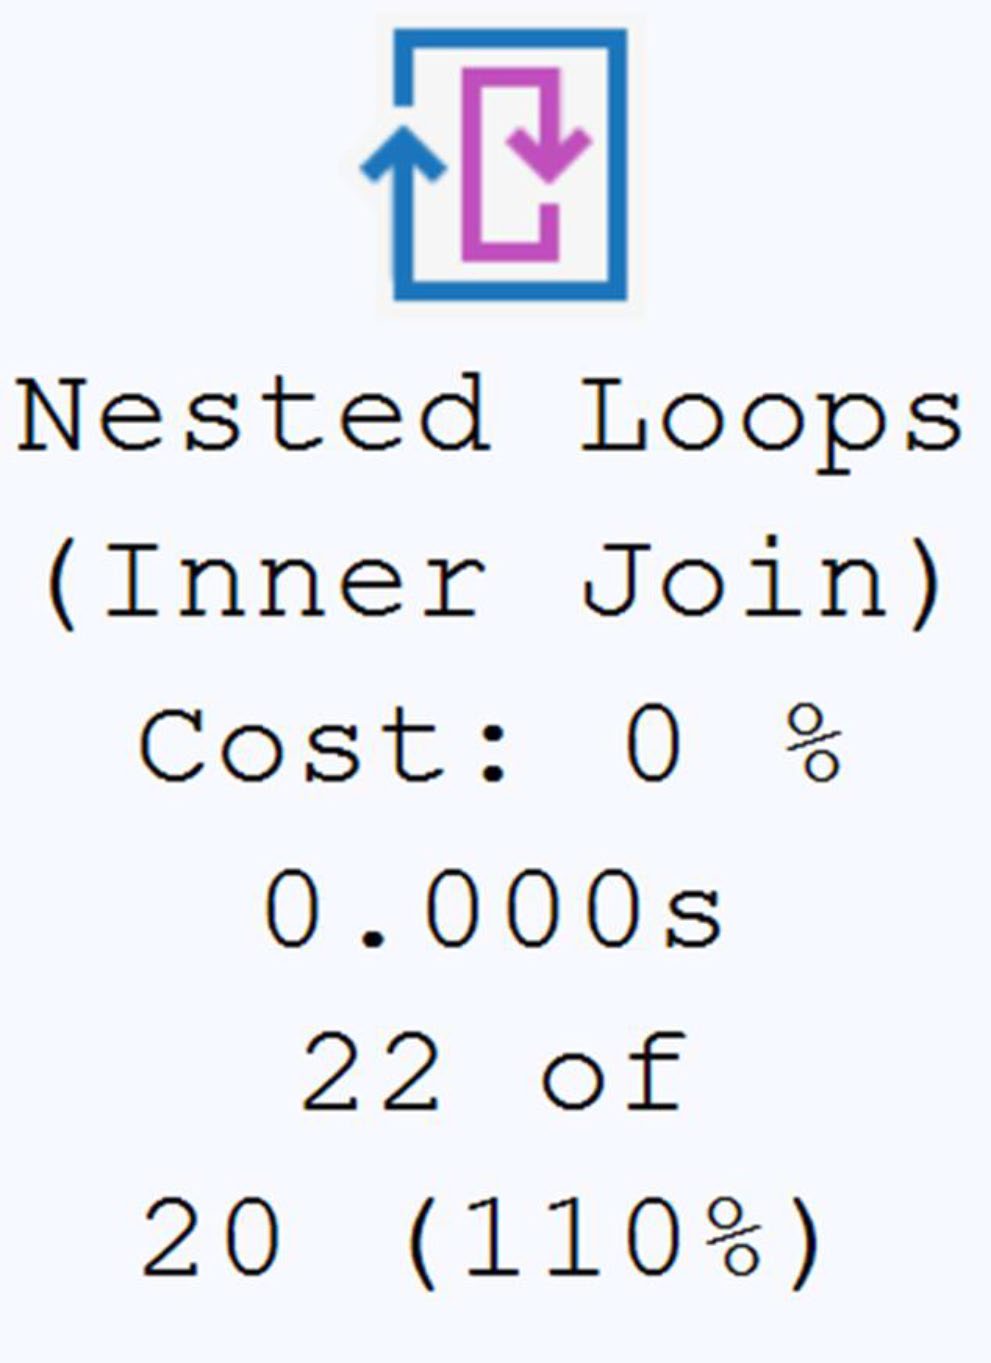 Nested Loops
(Inner Join)
Cost: 0 %
0.000s
22 of
20 (110%)